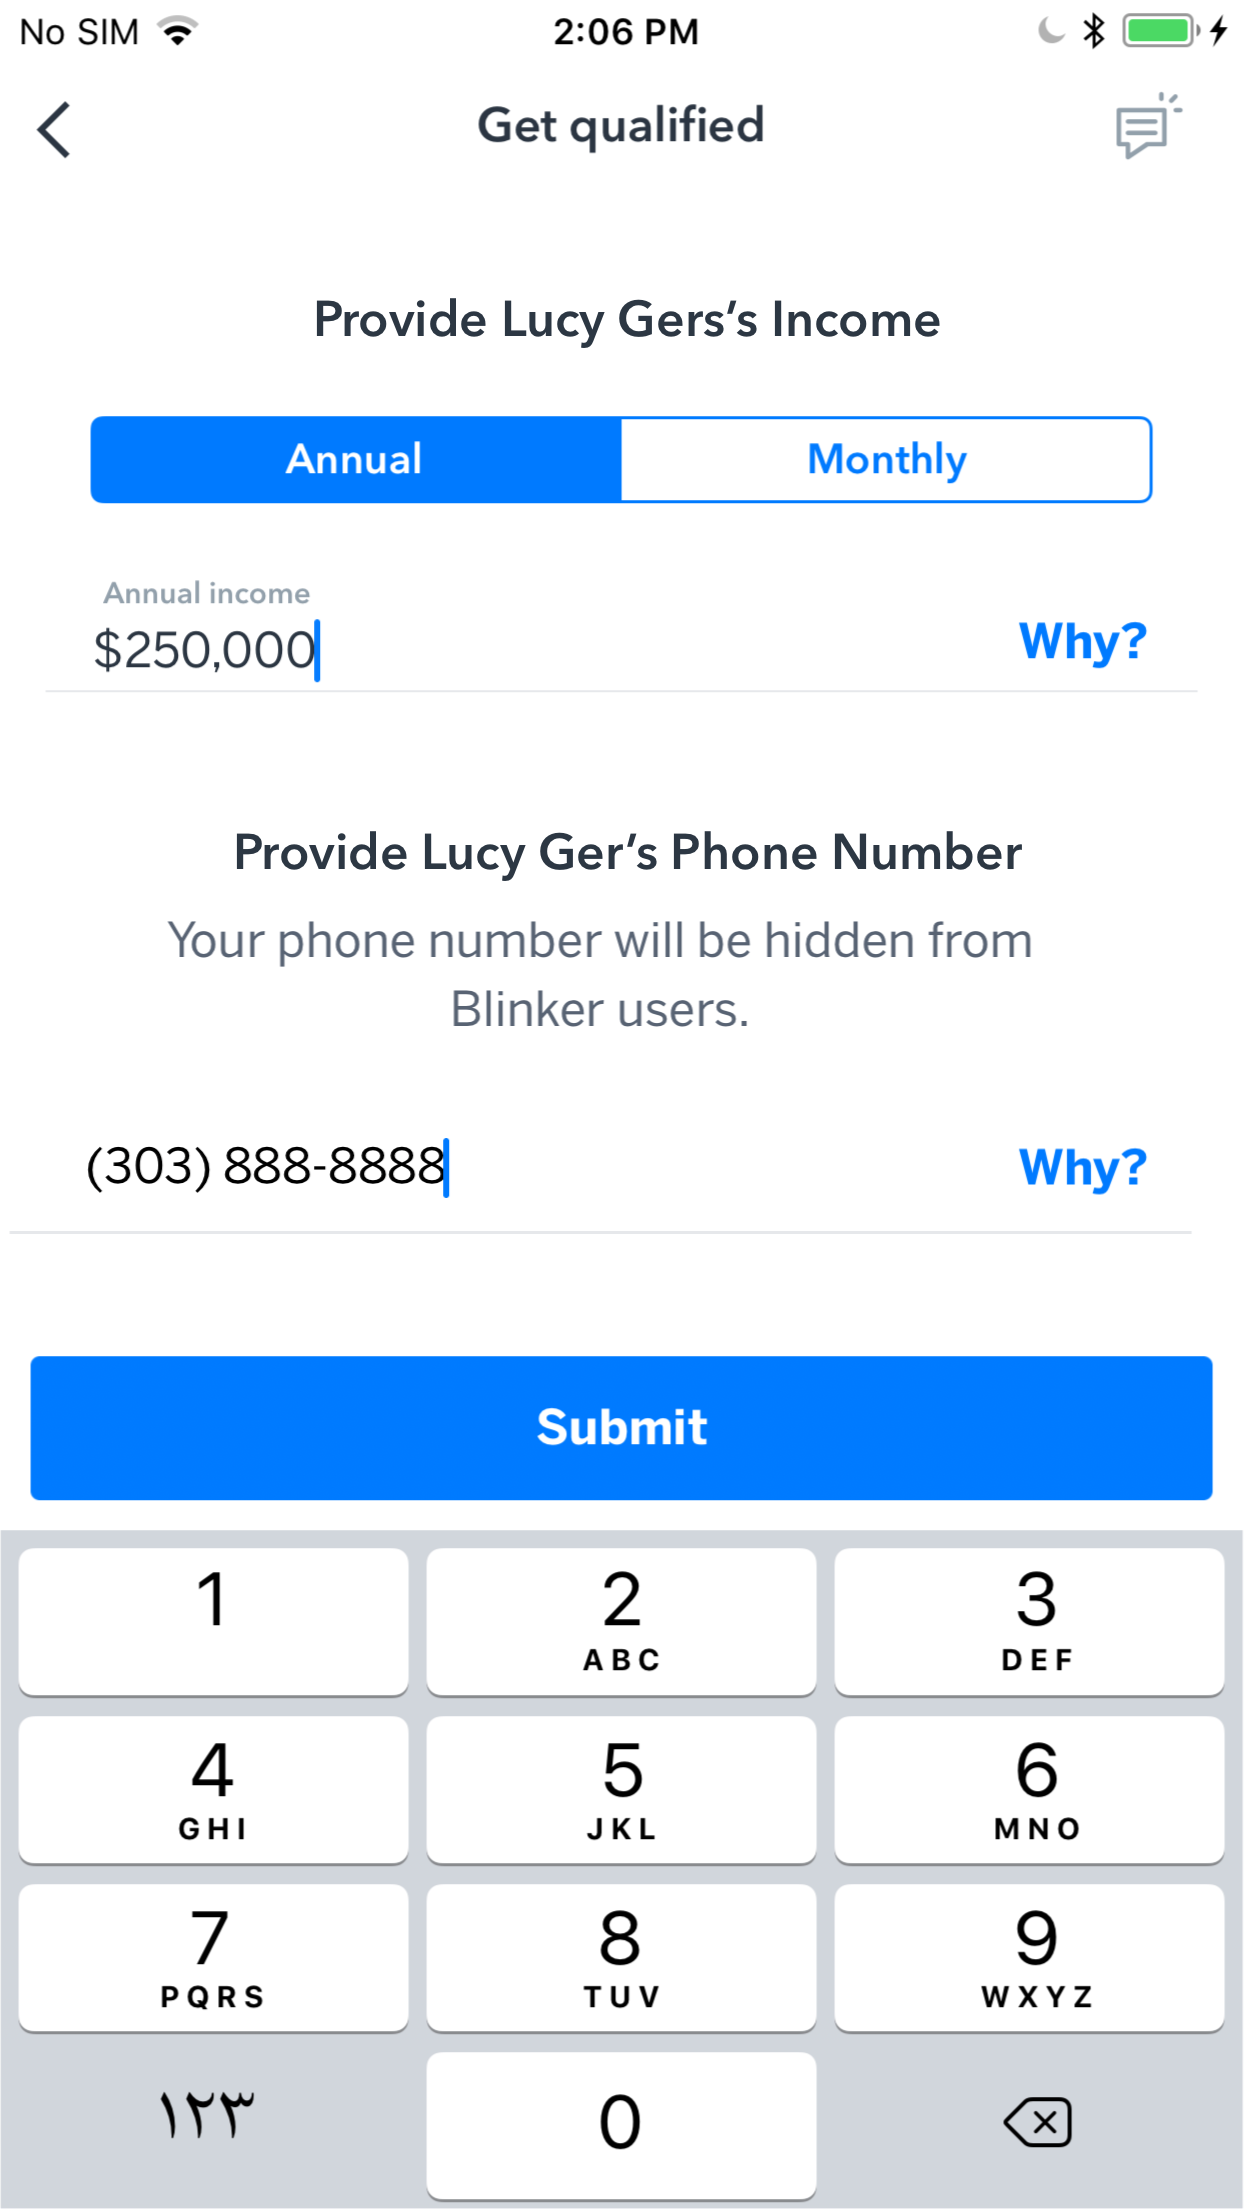 No SIM 2:06 PM
Get qualified
Provide Lucy Gers’s Income
Annual Monthly
Annual income
$250,000 Why?
Provide Lucy Ger’s Phone Number
Your phone number will be hidden from
Blinker users.
(303) 888-8888 Why?
Submit
1 2 3
ABC DEF
4 5 6
GHI JKL MNO
7 8 9
PQRS TUV WXYZ
١٢٣ 0